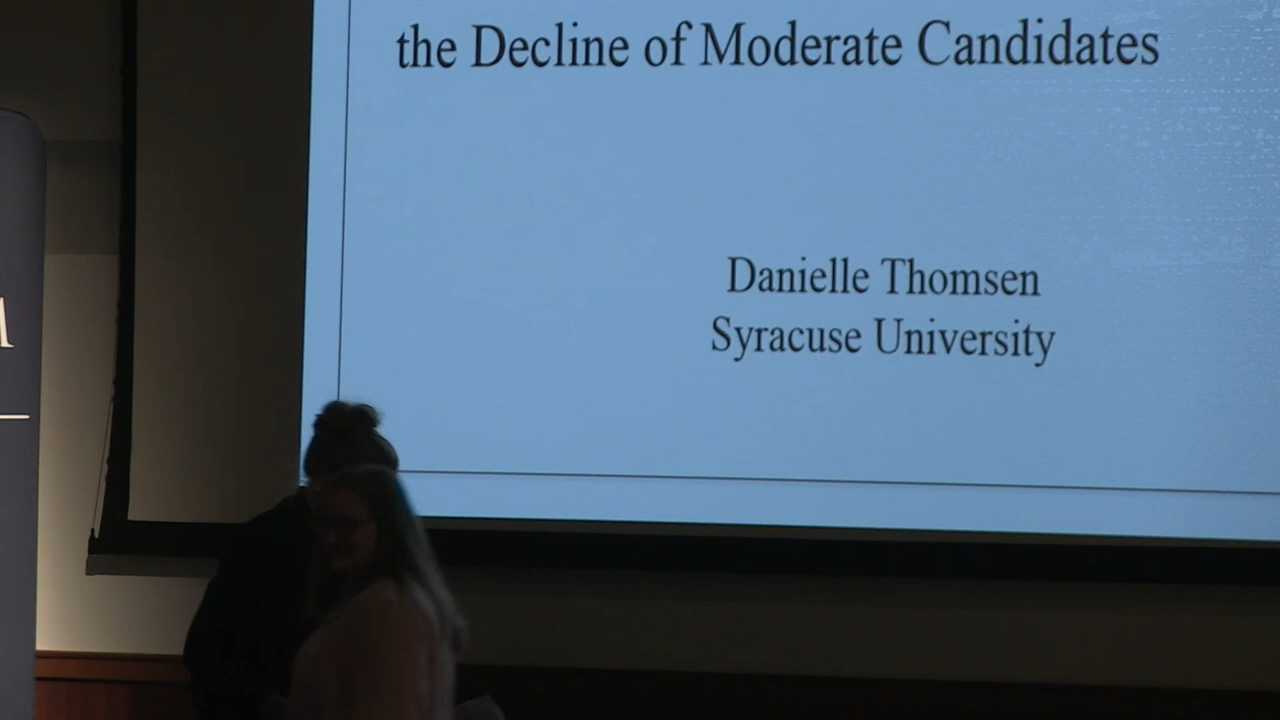 the Decline of Moderate Candidates
Danielle Thomsen
Syracuse University